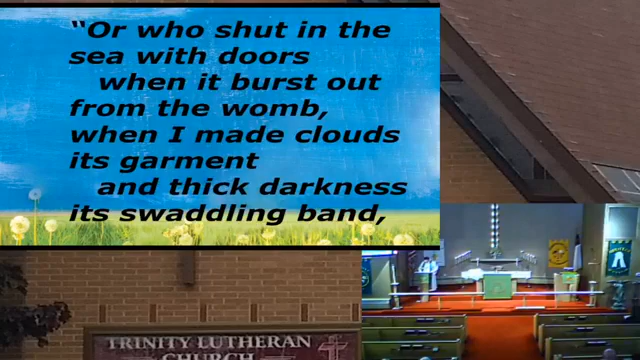 “Or who shut in the
sea with doors
when it burst out
from the womb,
when I made clouds
its garment
and thick darkness
its swaddling band,
TRINITY LUTHERAN
CHURCH